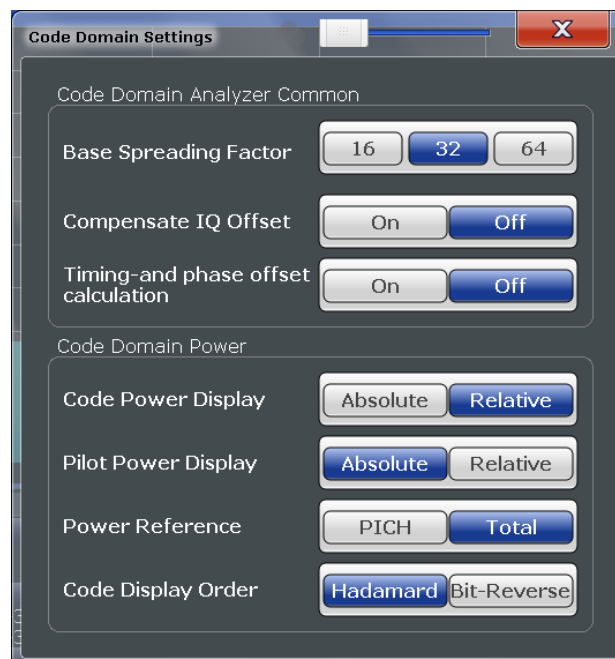 Code Domain Settings
X
Code Domain Analyzer Common
Base Spreading Factor 16 32 64
Compensate IQ Offset On Off
Timing-and phase offset
calculation On Off
Code Domain Power
Code Power Display Absolute Relative
Pilot Power Display Absolute Relative
Power Reference PICH Total
Code Display Order Hadamard Bit-Reverse